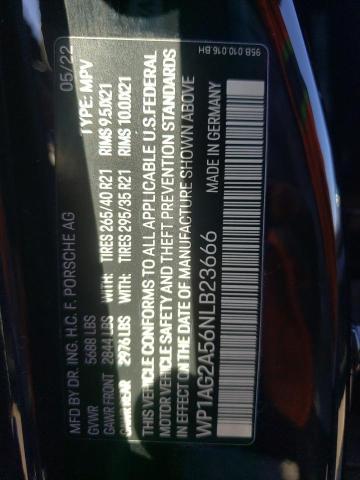 95B.010.016.BH
MFD BY DR. ING. H.C. F. PORSCHE AG 05/22
GVWR 5688 LBS TYPE: MPV
GAWR FRONT 2844 LBS WITH TIRES 265/40 R21 RIMS 9.5JX21
GAWR REAR 2976 LBS WITH TIRES 295/35 R21 RIMS 10.0JX21
THIS VEHICLE CONFORMS TO ALL APPLICABLE U.S. FEDERAL
MOTOR VEHICLE SAFETY AND THEFT PREVENTION STANDARDS
IN EFFECT ON THE DATE OF MANUFACTURE SHOWN ABOVE
WP1AG2A56NLB23666 MADE IN GERMANY